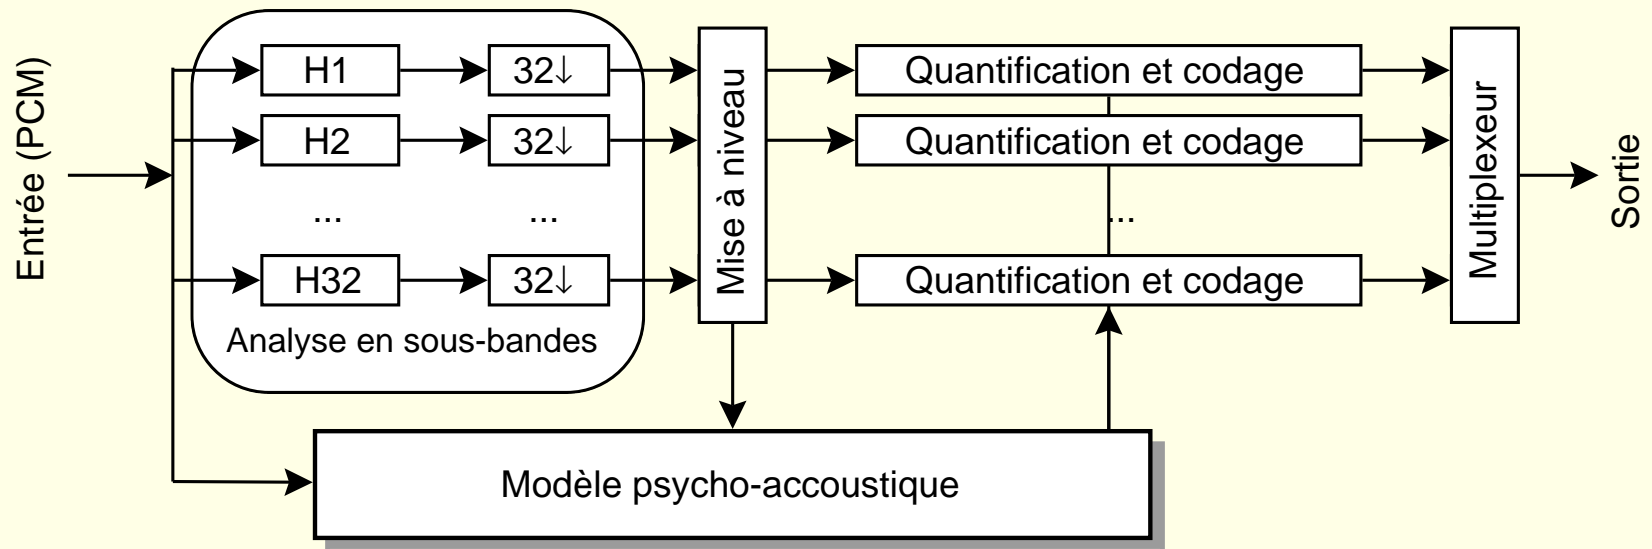 Entrée (PCM)
H1
32↓
Quantification et codage
H2
32↓
Quantification et codage
...
...
...
H32
32↓
Quantification et codage
Analyse en sous-bandes
Mise à niveau
Multiplexeur
Sortie
Modèle psycho-accoustique